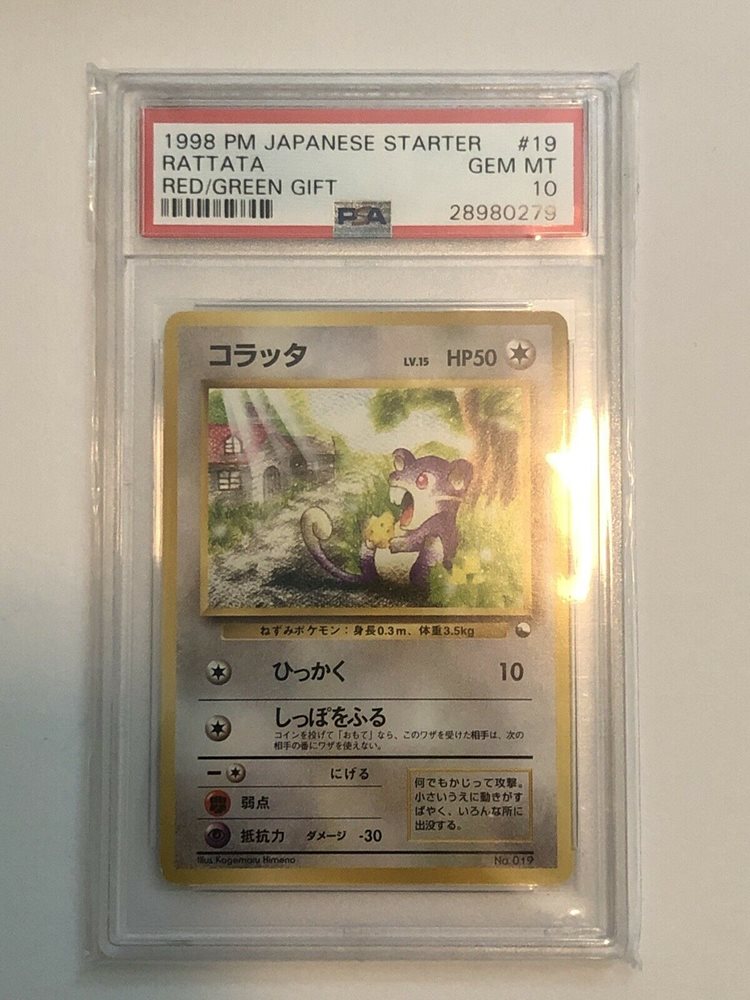 1998 PM JAPANESE STARTER #19
RATTATA GEM MT
RED/GREEN GIFT 10
PSA 28980279
コラッタ LV.15 HP50
ねずみポケモン:身長0.3m、体重3.5kg
ひっかく 10
しっぽをふる
コインを投げて「おもて」なら、このワザを受けた相手は、次の
相手の番にワザを使えない。
にげる
弱点
抵抗力 ダメージ -30
何でもかじって攻撃。
小さいうえに動きがす
ばやく、いろんな所に
出没する。
Illus. Kagemaru Himeno No. 019